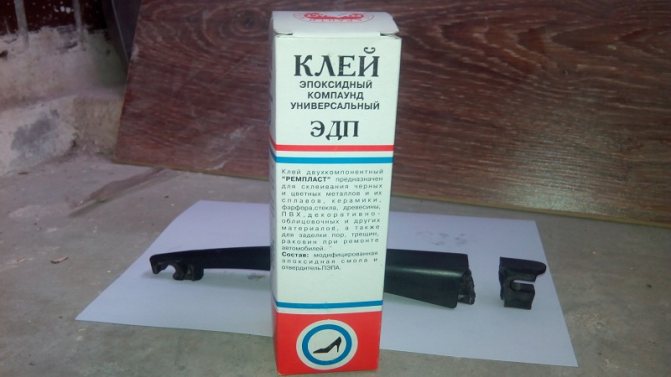 КЛЕЙ
ЭПОКСИДНЫЙ
КОМПАУНД
УНИВЕРСАЛЬНЫЙ
ЭДП
Клей двухкомпонентный
"РЕМПЛАСТ" предназначен
для склеивания черных
и цветных металлов и их
сплавов, керамики,
фарфора,стекла, древесины,
ПВХ,декоративно-
облицовочных и других
материалов, а также
для заделки пор, трещин,
раковин при ремонте
автомобилей.
Состав: модифицированная
эпоксидная смола и
отвердитель ПЭПА.